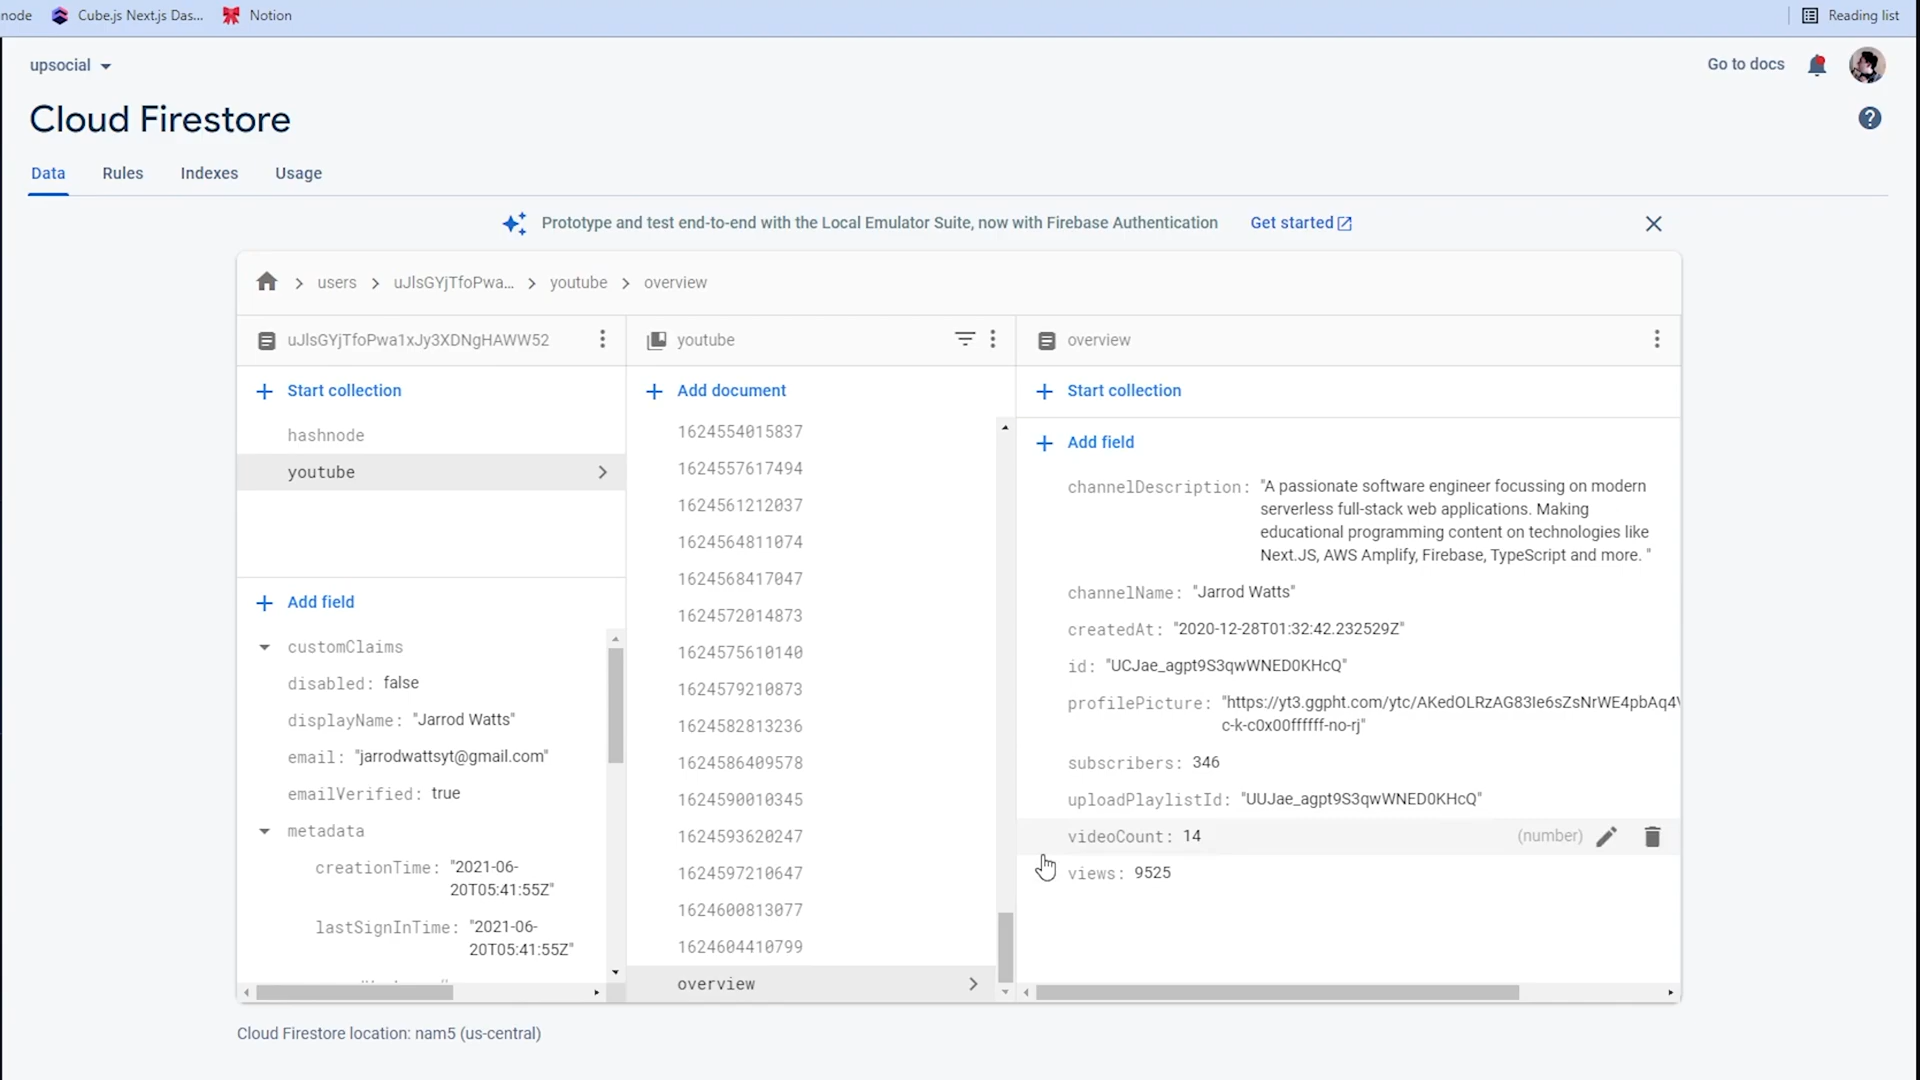 node
Cube.js Next.js Das...
Notion
Reading list
upsocial
Go to docs
Cloud Firestore
Data
Rules
Indexes
Usage
Prototype and test end-to-end with the Local Emulator Suite, now with Firebase Authentication
Get started
users
uJlsGYjTfoPwa...
youtube
overview
uJlsGYjTfoPwa1xJy3XDNgHAWW52
Start collection
hashnode
youtube
Add field
customClaims
disabled: false
displayName: "Jarrod Watts"
email: "jarrodwattsyt@gmail.com"
emailVerified: true
metadata
creationTime: "2021-06-
20T05:41:55Z"
lastSignInTime: "2021-06-
20T05:41:55Z"
youtube
Add document
1624554015837
1624557617494
1624561212037
1624564811074
1624568417047
1624572014873
1624575610140
1624579210873
1624582813236
1624586409578
1624590010345
1624593620247
1624597210647
1624600813077
1624604410799
overview
overview
Start collection
Add field
channelDescription: "A passionate software engineer focussing on modern
serverless full-stack web applications. Making
educational programming content on technologies like
Next.JS, AWS Amplify, Firebase, TypeScript and more. "
channelName: "Jarrod Watts"
createdAt: "2020-12-28T01:32:42.232529Z"
id: "UCJae_agpt9S3qwWNED0KHcQ"
profilePicture: "https://yt3.ggpht.com/ytc/AKedOLRzAG83Ie6sZsNrWE4pbAq4V
c-k-c0x00ffffff-no-rj"
subscribers: 346
uploadPlaylistId: "UUJae_agpt9S3qwWNED0KHcQ"
videoCount: 14
(number)
views: 9525
Cloud Firestore location: nam5 (us-central)